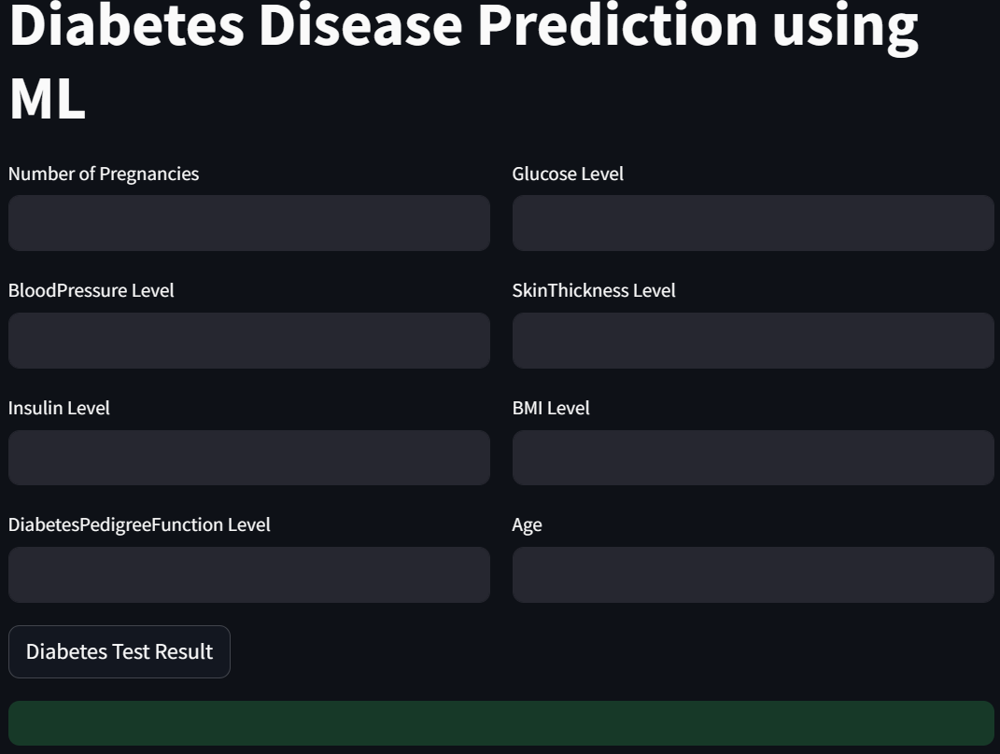 Diabetes Disease Prediction using
ML
Number of Pregnancies
Glucose Level
BloodPressure Level
SkinThickness Level
Insulin Level
BMI Level
DiabetesPedigreeFunction Level
Age
Diabetes Test Result